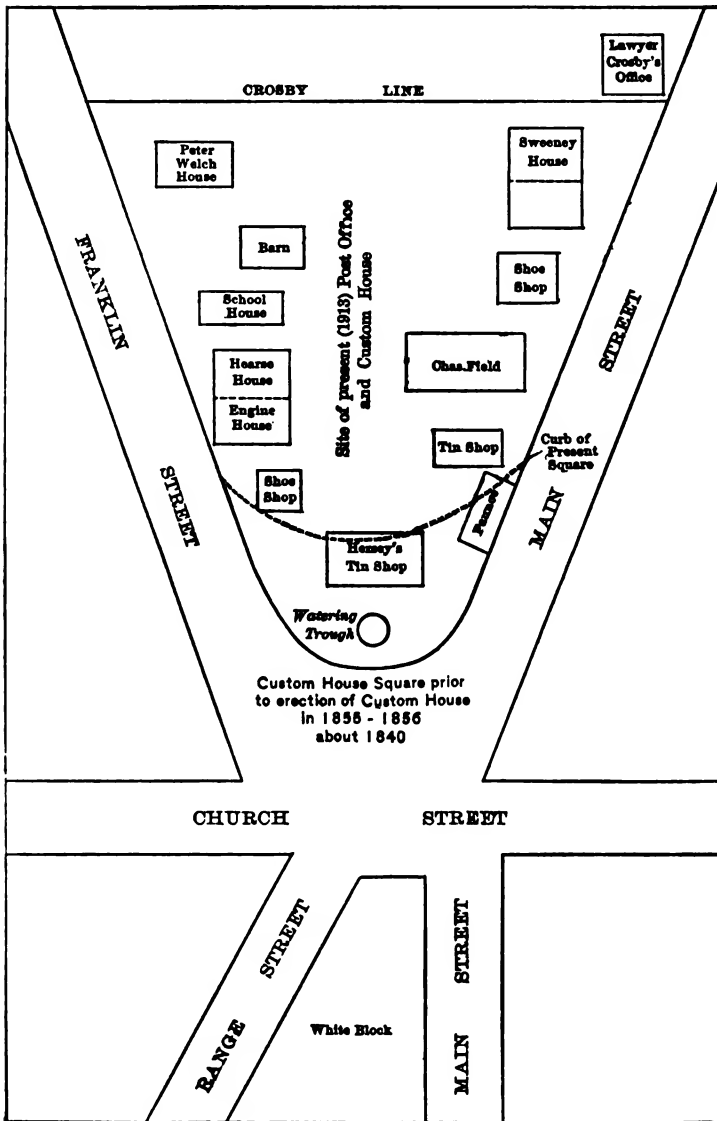 Lawyer
Crosby's
Office
CROSBY LINE
Peter
Welch
House
Sweeney
House
Barn
Shoe
Shop
School
House
FRANKLIN
STREET
Site of present (1913) Post Office
and Custom House
STREET
MAIN
Hearse
House
Engine
House
Chas. Field
Tin Shop
Curb of
Present
Square
Shoe
Shop
Hersey's
Tin Shop
Watering
Trough
Custom House Square prior
to erection of Custom House
in 1855 - 1856
about 1840
CHURCH STREET
RANGE STREET
MAIN STREET
White Block